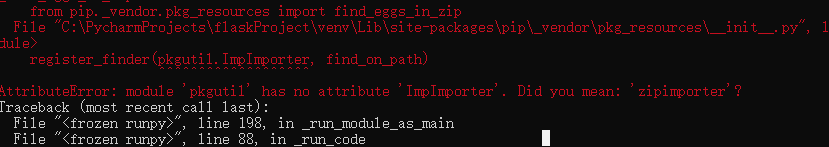 from pip._vendor.pkg_resources import find_eggs_in_zip
File "C:\PycharmProjects\flaskProject\venv\Lib\site-packages\pip\_vendor\pkg_resources\__init__.py", l
dule>
register_finder(pkgutil.ImpImporter, find_on_path)
^^^^^^^^^^^^^^^^^^^
AttributeError: module 'pkgutil' has no attribute 'ImpImporter'. Did you mean: 'zipimporter'?
Traceback (most recent call last):
File "<frozen runpy>", line 198, in _run_module_as_main
File "<frozen runpy>", line 88, in _run_code